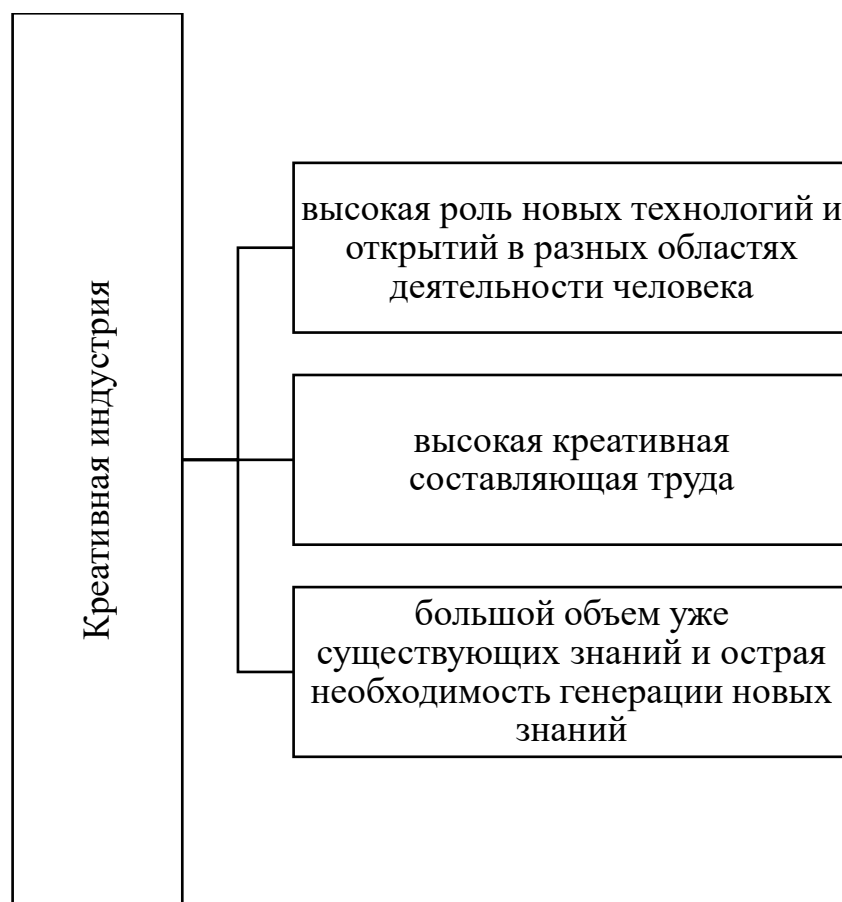 Креативная индустрия
высокая роль новых технологий и
открытий в разных областях
деятельности человека
высокая креативная
составляющая труда
большой объем уже
существующих знаний и острая
необходимость генерации новых
знаний